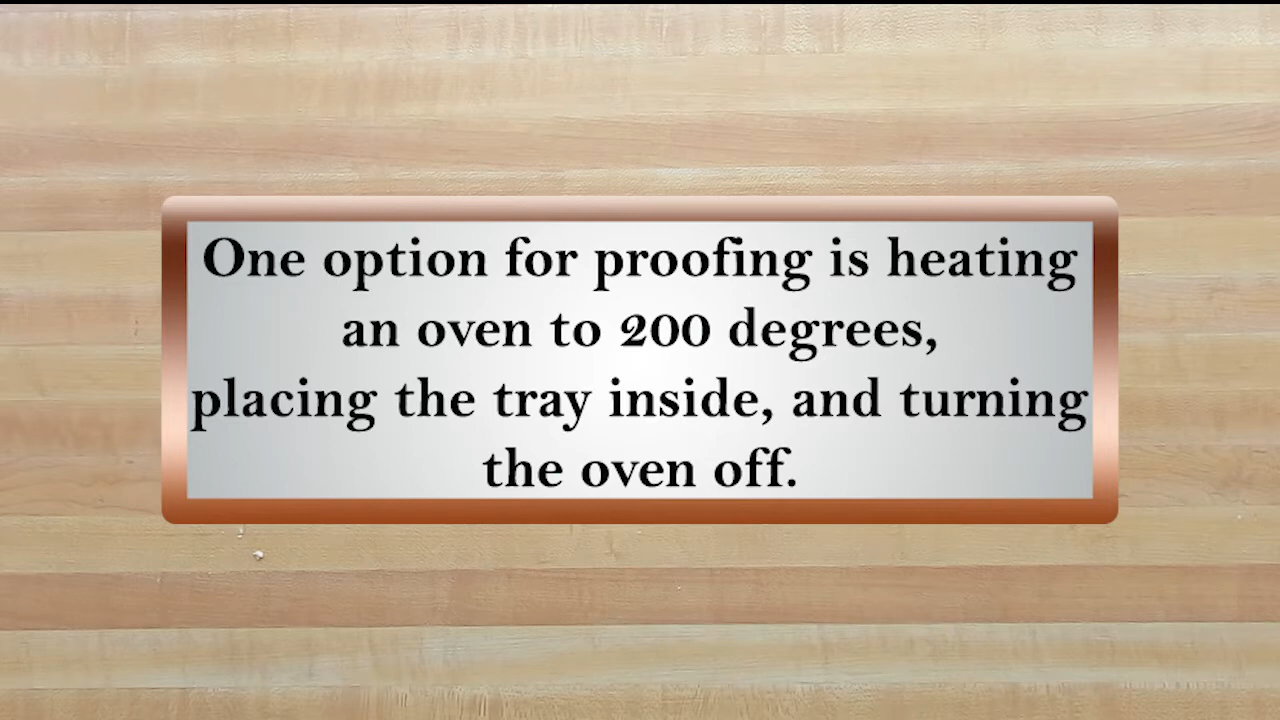 One option for proofing is heating
an oven to 200 degrees,
placing the tray inside, and turning
the oven off.